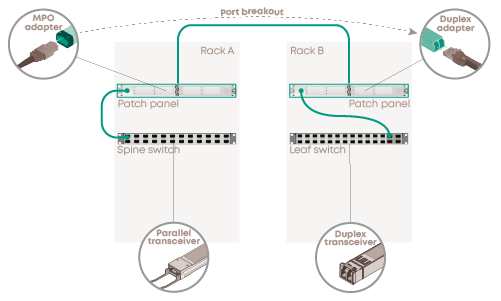 port breakout
MPO
adapter
Duplex
adapter
Rack A
Rack B
Patch panel
Patch panel
Spine switch
Leaf switch
Parallel
transceiver
Duplex
transceiver